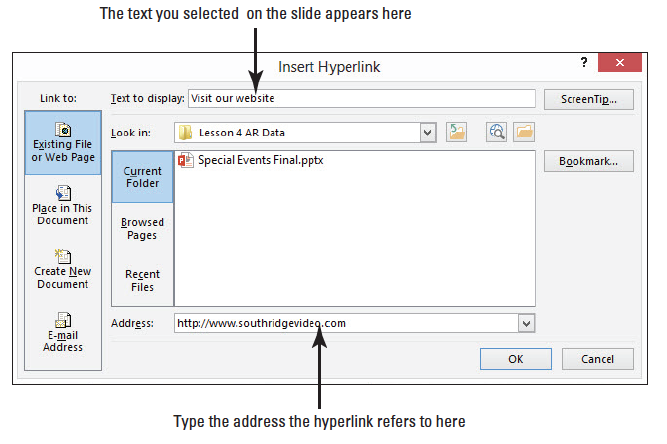 The text you selected on the slide appears here
Insert Hyperlink
?
Link to:
Text to display: Visit our website
ScreenTip...
Existing File
or Web Page
Look in: Lesson 4 AR Data
Current
Folder
Special Events Final.pptx
Bookmark...
Place in This
Document
Browsed
Pages
Create New
Document
Recent
Files
E-mail
Address
Address: http://www.southridgevideo.com
OK Cancel
Type the address the hyperlink refers to here